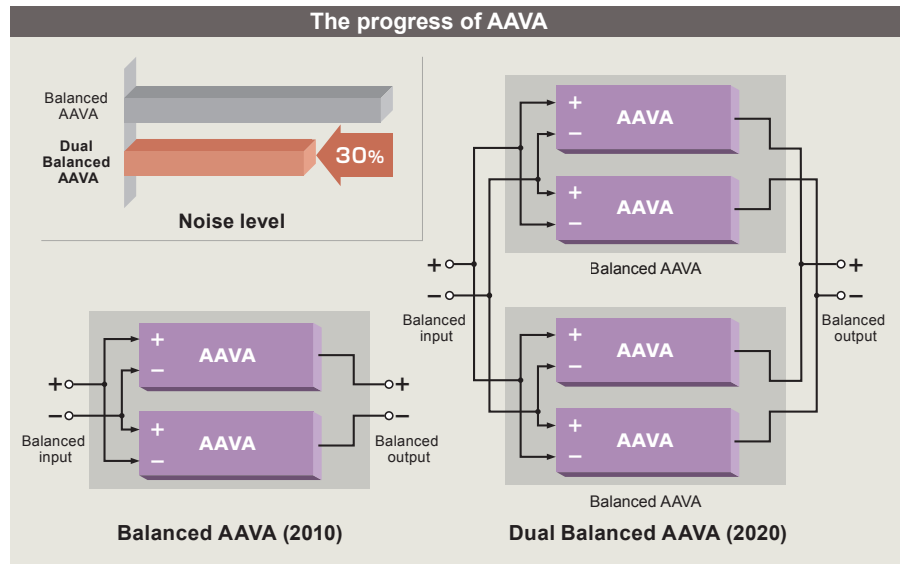 The progress of AAVA
Balanced
AAVA
Dual
Balanced
AAVA
30%
Noise level
+
−
Balanced
input
+
−
AAVA
+
−
AAVA
+
−
Balanced
output
Balanced AAVA (2010)
+
−
Balanced
input
+
−
AAVA
+
−
AAVA
Balanced AAVA
+
−
AAVA
+
−
AAVA
Balanced AAVA
+
−
Balanced
output
Dual Balanced AAVA (2020)